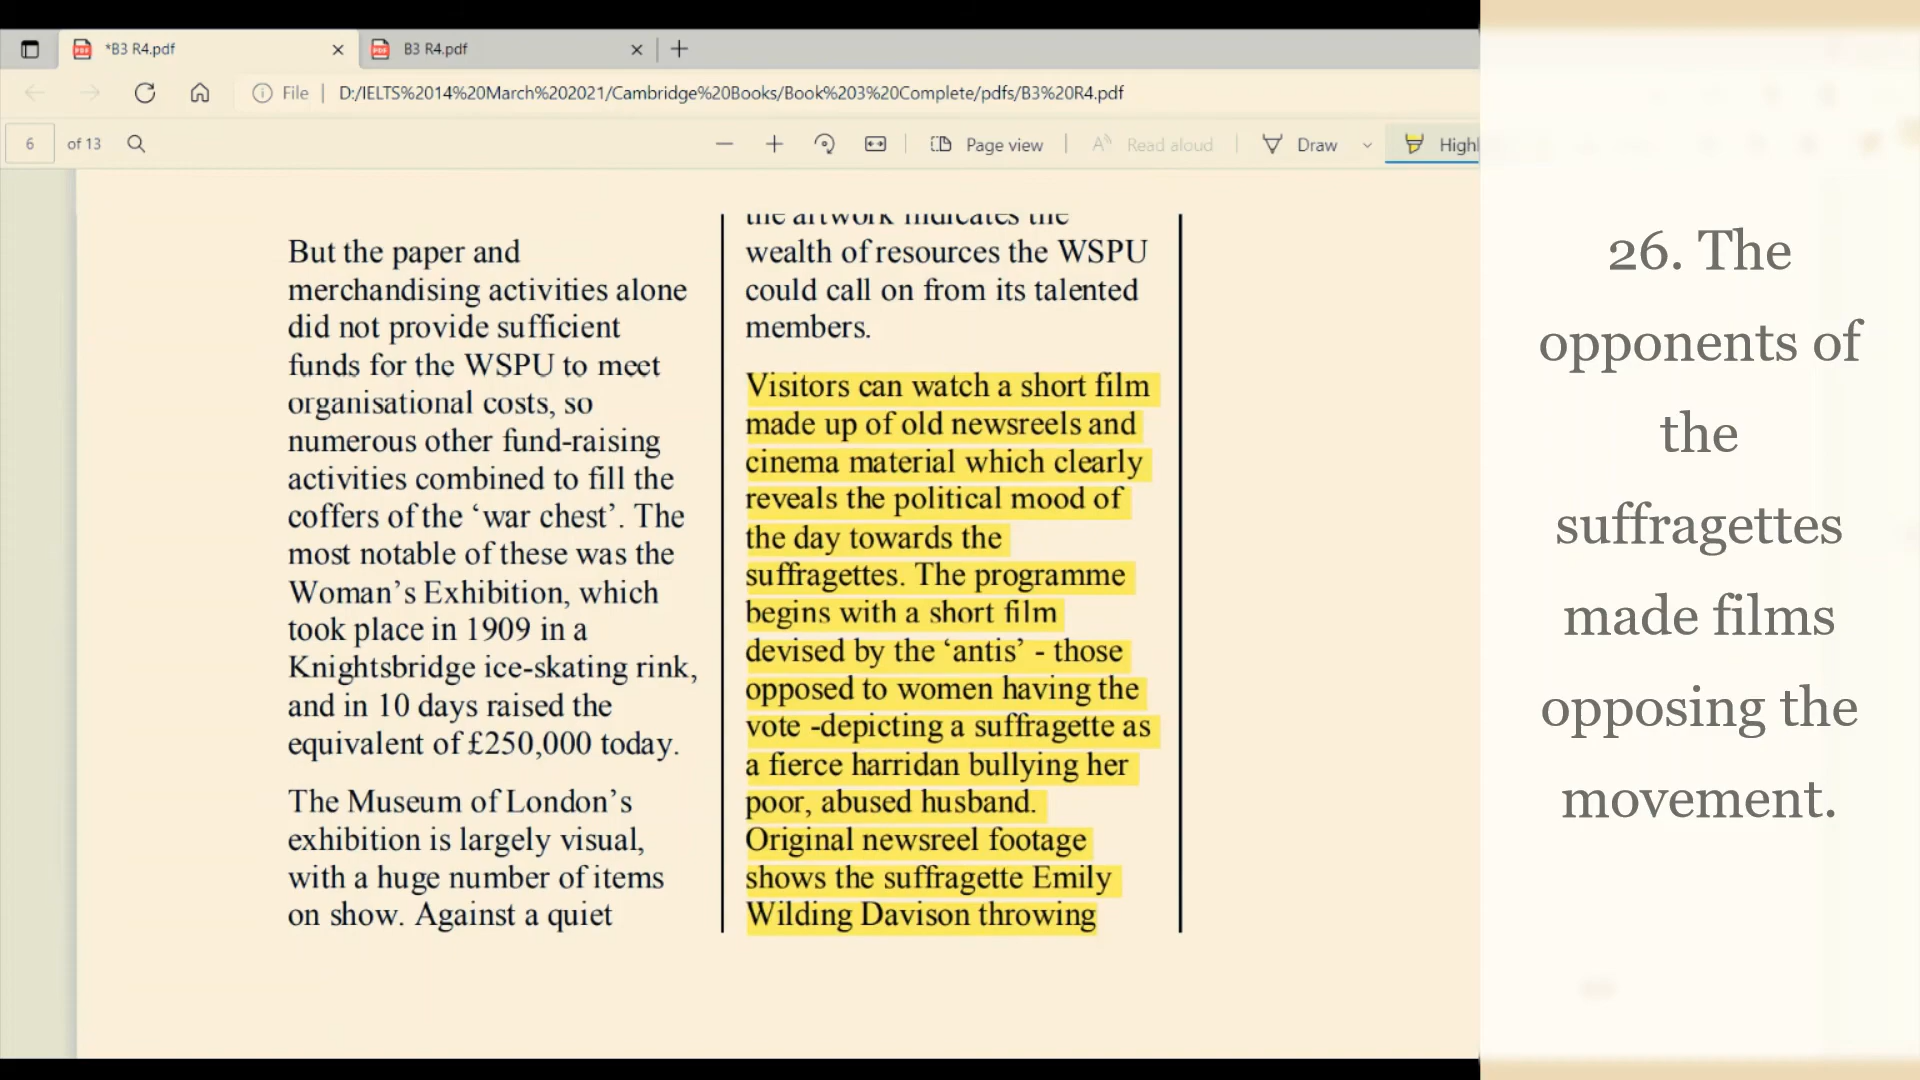 *B3 R4.pdf
B3 R4.pdf
File
D:/IELTS%2014%20March%202021/Cambridge%20Books/Book%203%20Complete/pdfs/B3%20R4.pdf
6 of 13
Page view
Read aloud
Draw
Highl
But the paper and
merchandising activities alone
did not provide sufficient
funds for the WSPU to meet
organisational costs, so
numerous other fund-raising
activities combined to fill the
coffers of the ‘war chest’. The
most notable of these was the
Woman’s Exhibition, which
took place in 1909 in a
Knightsbridge ice-skating rink,
and in 10 days raised the
equivalent of £250,000 today.
The Museum of London’s
exhibition is largely visual,
with a huge number of items
on show. Against a quiet
the artwork indicates the
wealth of resources the WSPU
could call on from its talented
members.
Visitors can watch a short film
made up of old newsreels and
cinema material which clearly
reveals the political mood of
the day towards the
suffragettes. The programme
begins with a short film
devised by the ‘antis’ - those
opposed to women having the
vote -depicting a suffragette as
a fierce harridan bullying her
poor, abused husband.
Original newsreel footage
shows the suffragette Emily
Wilding Davison throwing
26. The
opponents of
the
suffragettes
made films
opposing the
movement.